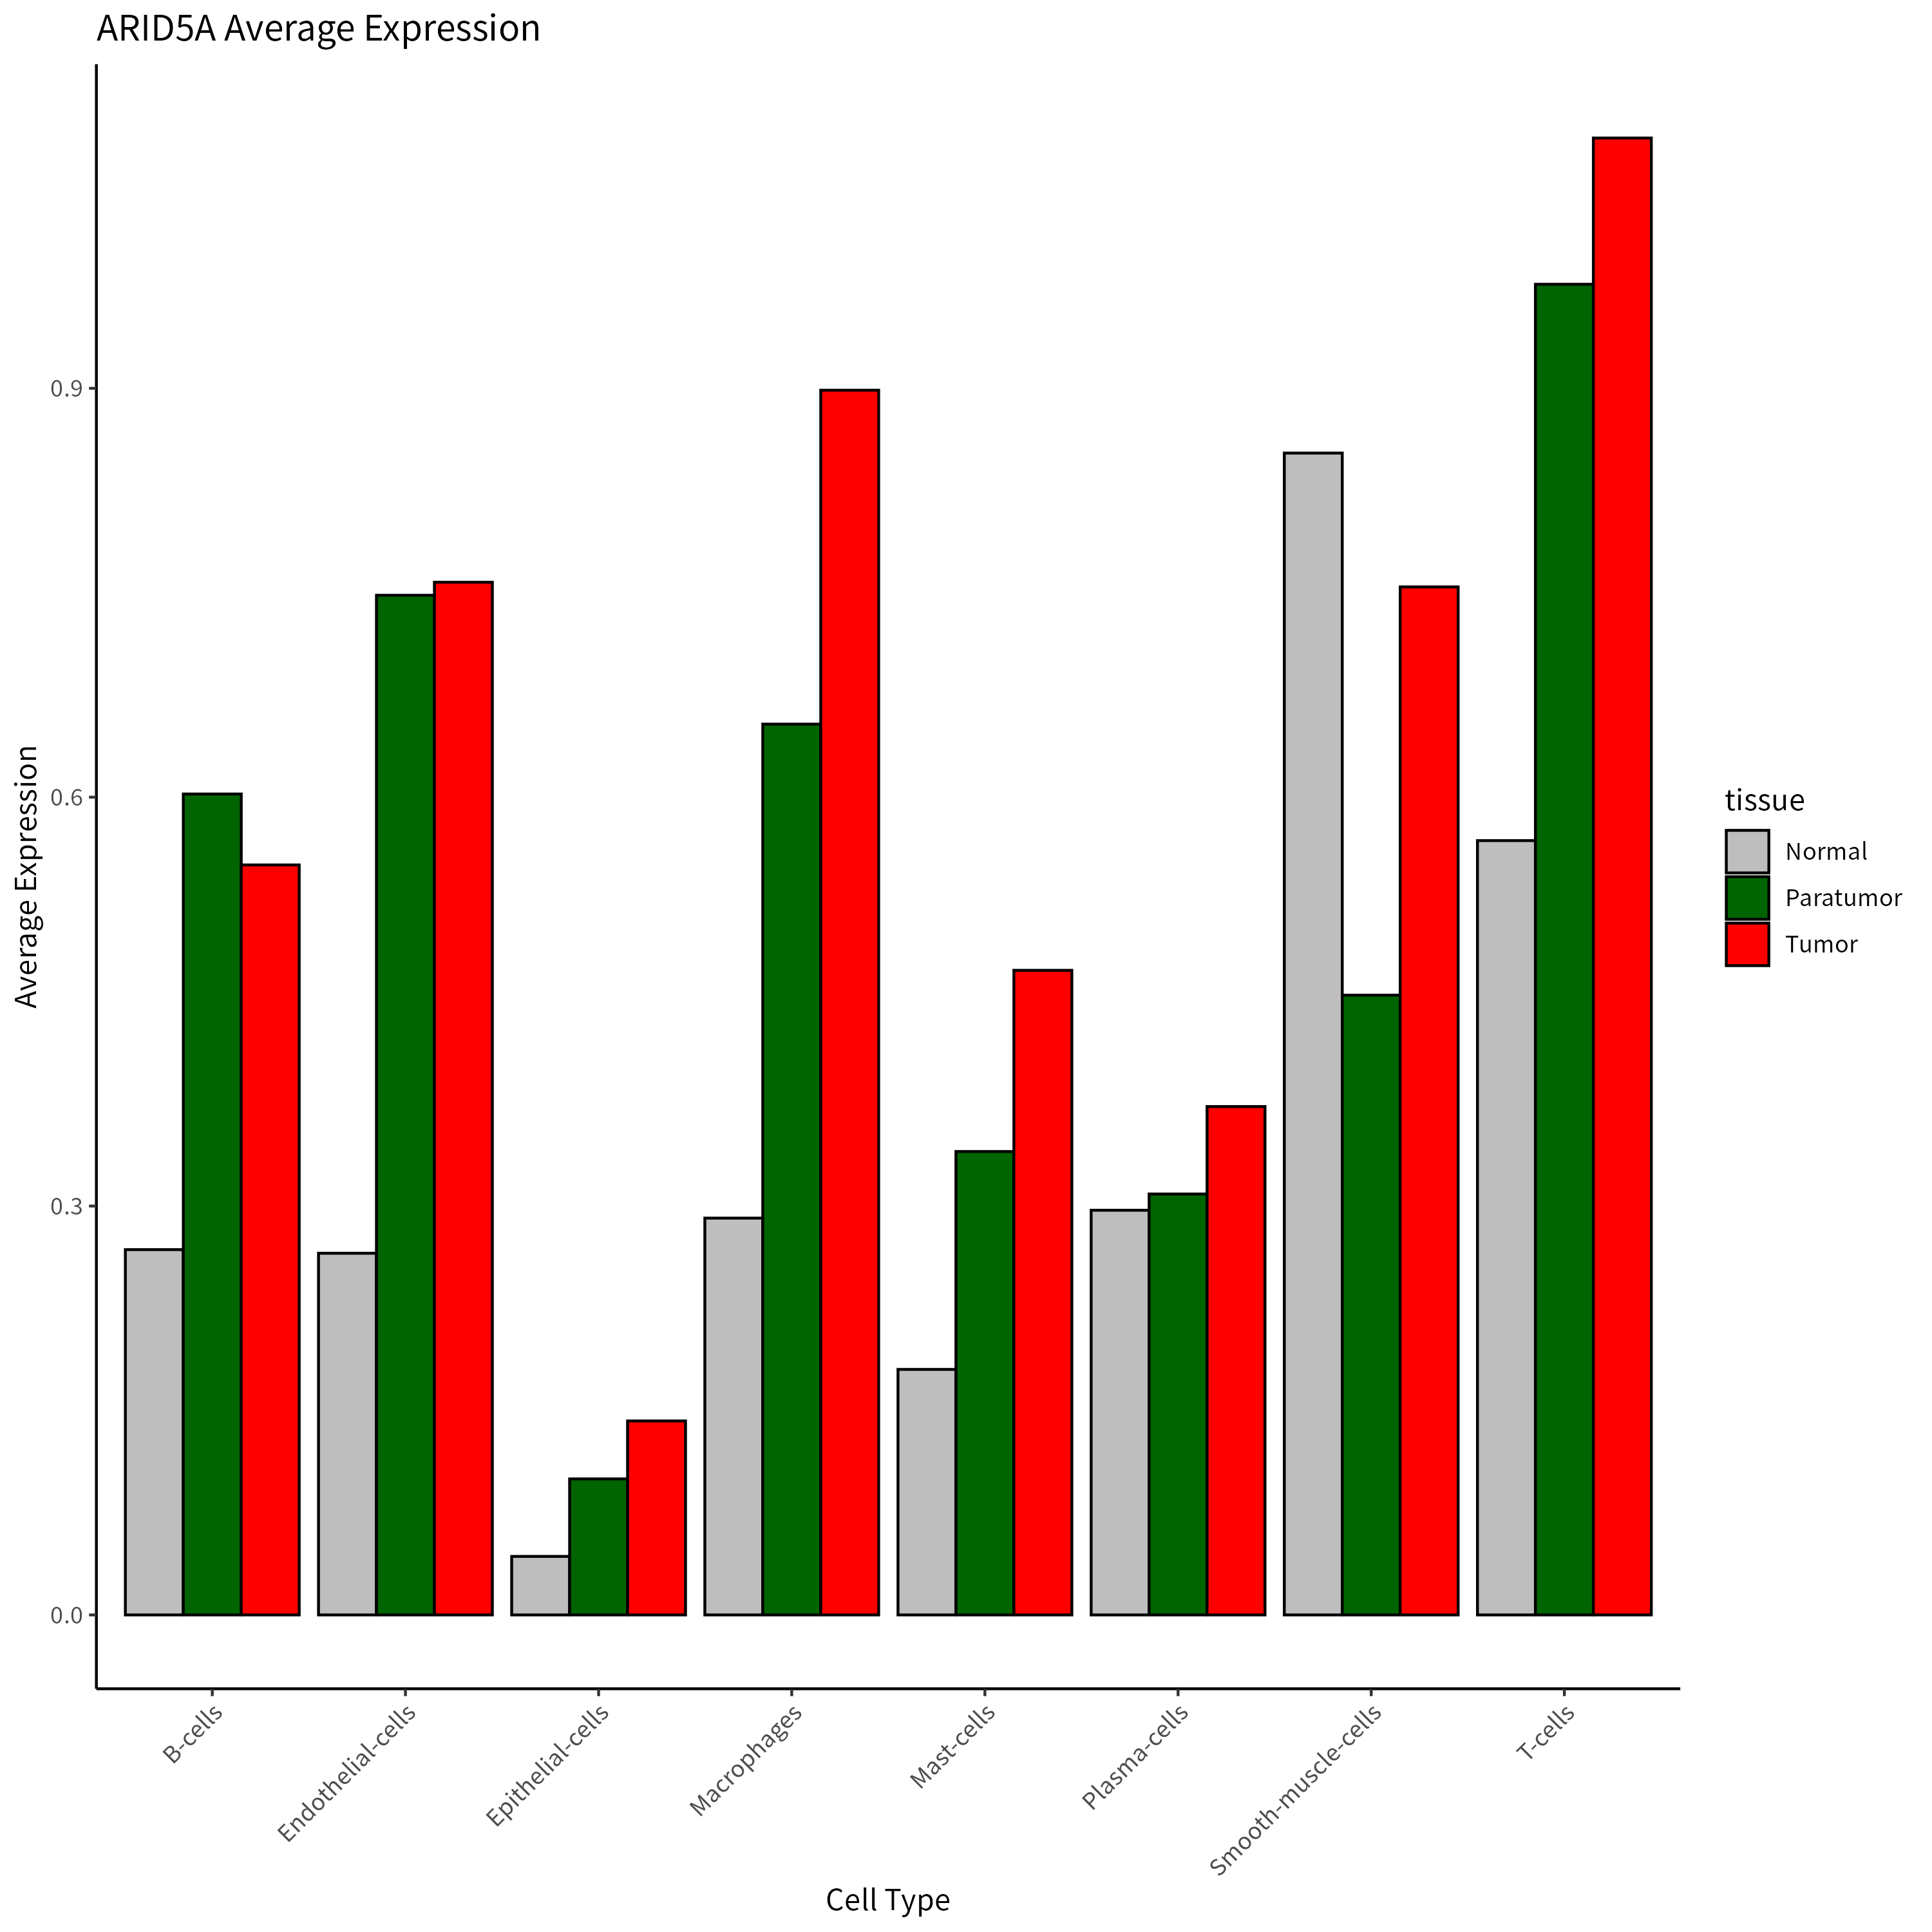 ARID5A Average Expression
Average Expression
0.9
0.6
0.3
0.0
B-cells
Endothelial-cells
Epithelial-cells
Macrophages
Mast-cells
Plasma-cells
Smooth-muscle-cells
T-cells
Cell Type
tissue
Normal
Paratumor
Tumor